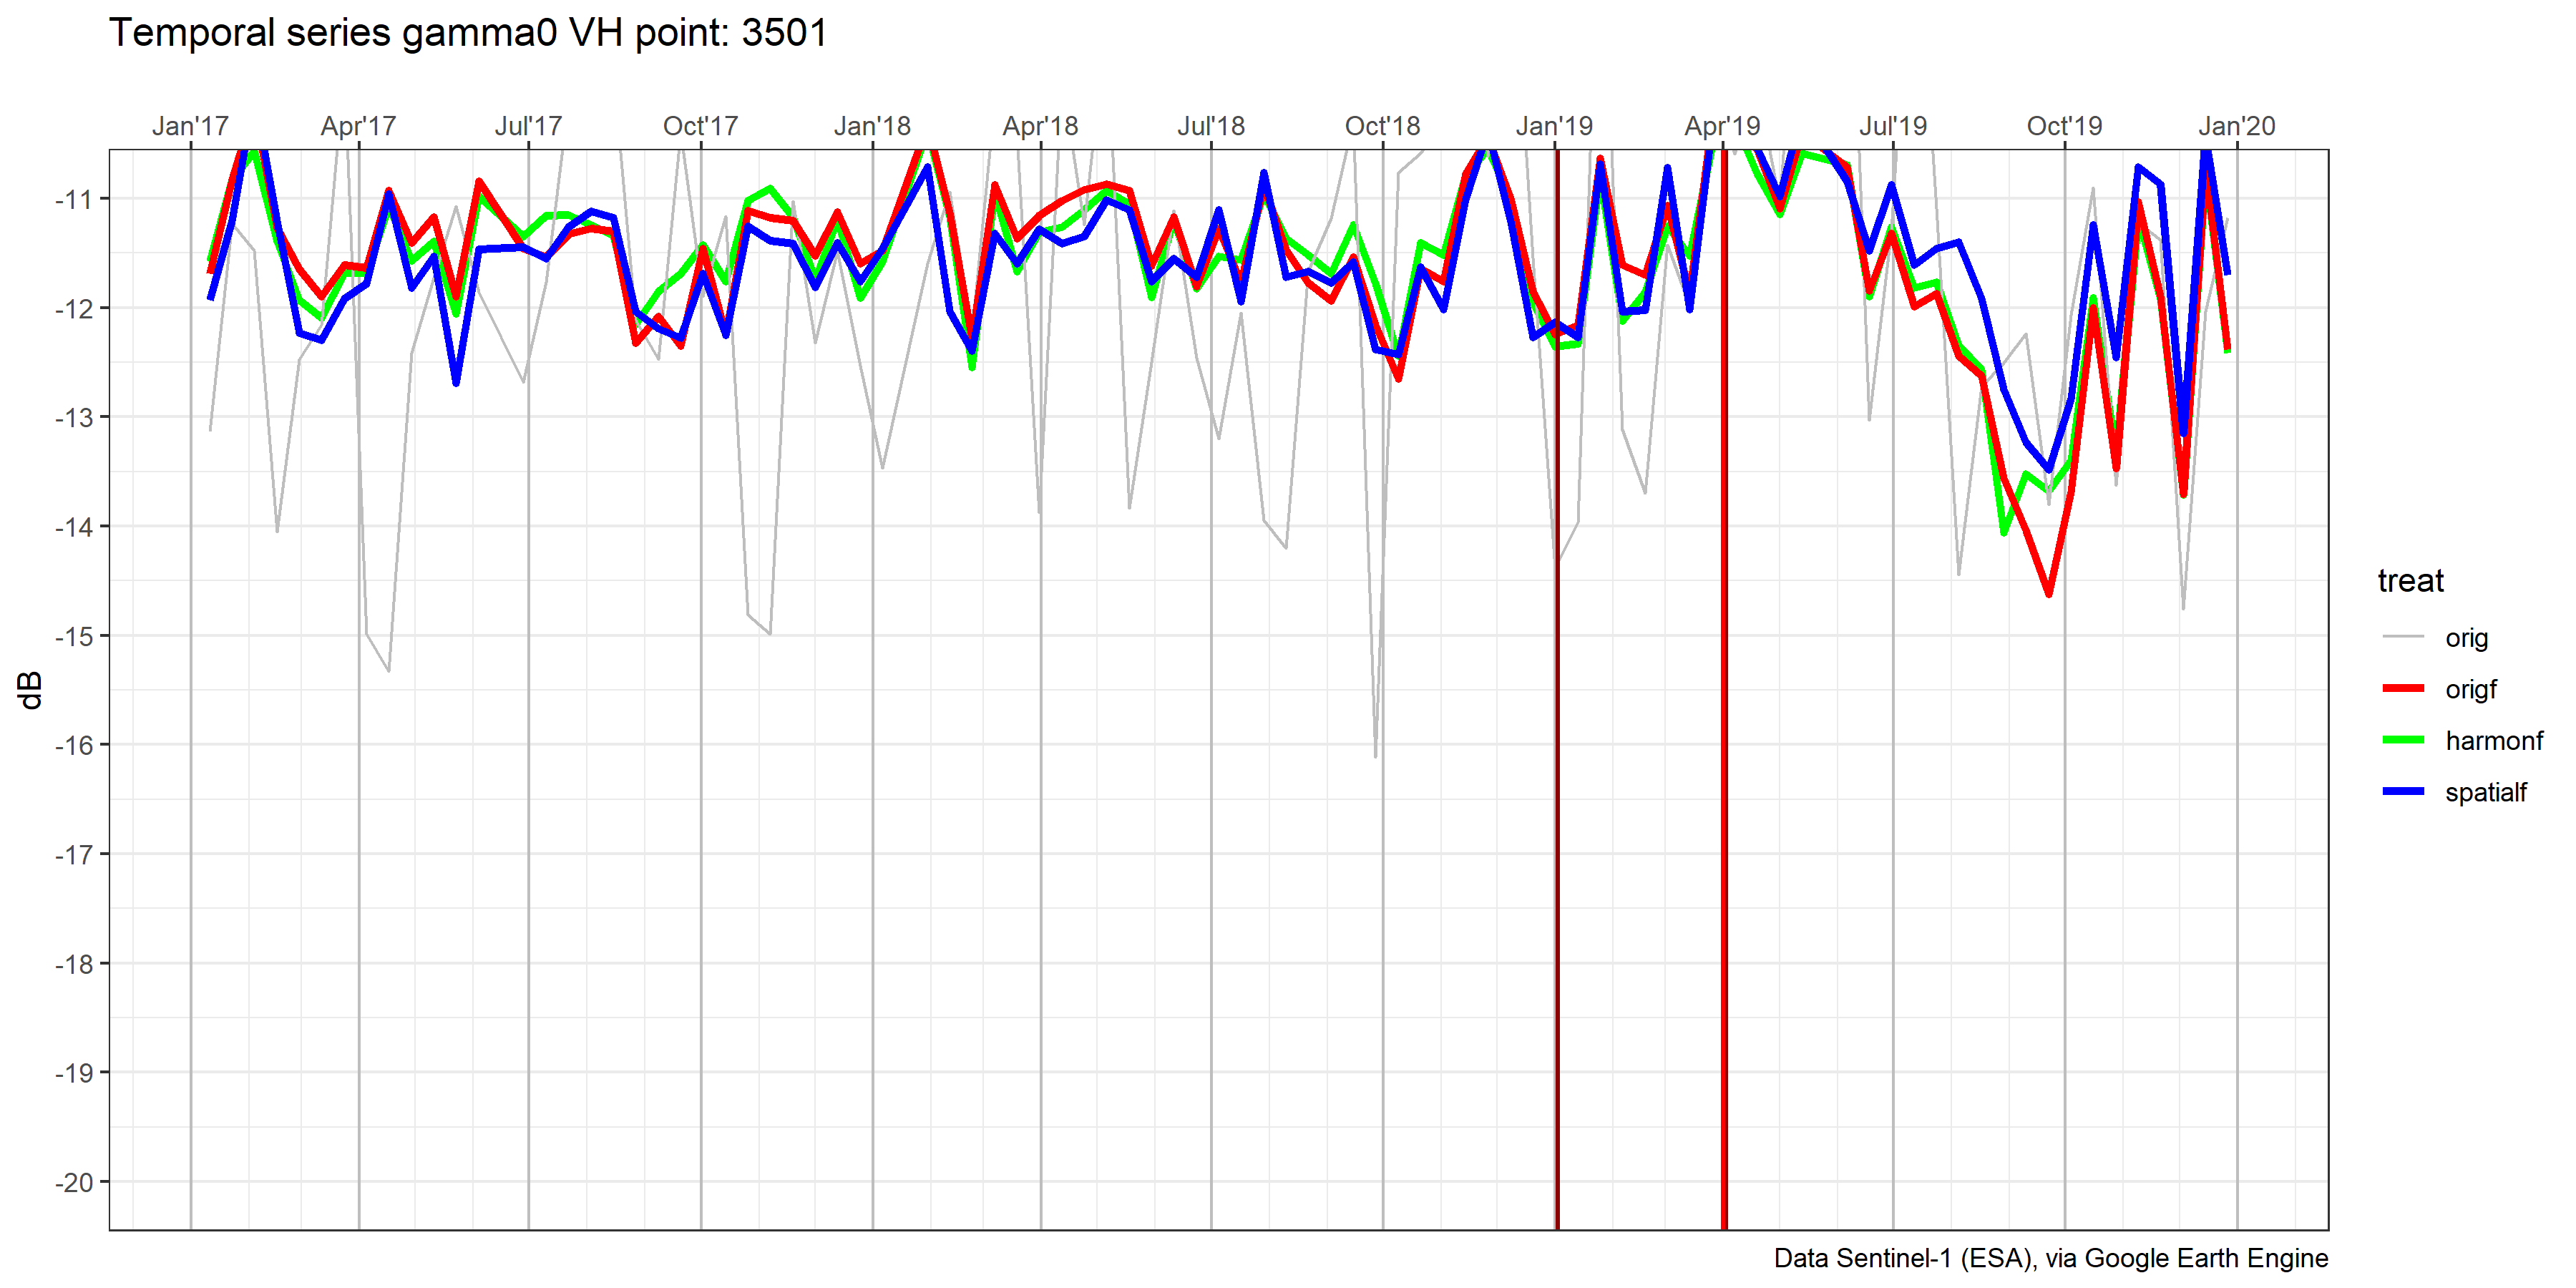 Temporal series gamma0 VH point: 3501
Jan'17 Apr'17 Jul'17 Oct'17 Jan'18 Apr'18 Jul'18 Oct'18 Jan'19 Apr'19 Jul'19 Oct'19 Jan'20
-11
-12
-13
-14
-15
-16
-17
-18
-19
-20
dB
treat
orig
origf
harmonf
spatialf
Data Sentinel-1 (ESA), via Google Earth Engine